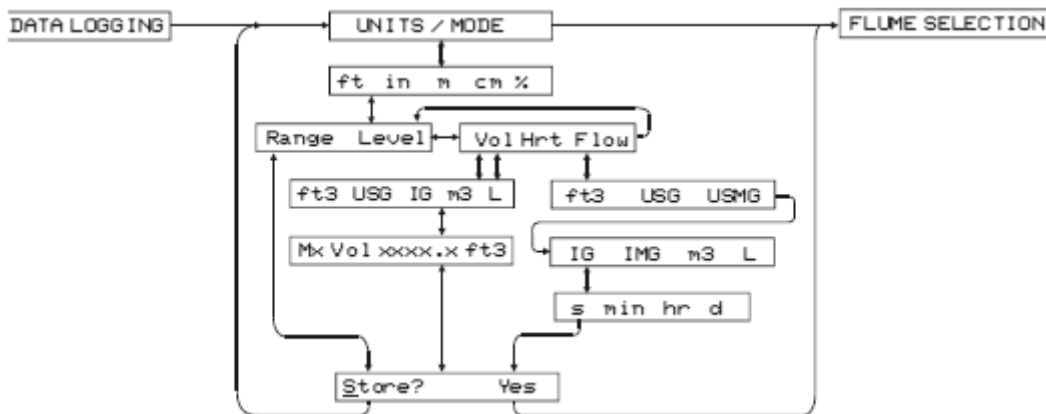 DATA LOGGING
UNITS / MODE
FLUME SELECTION
ft in m cm %
Range Level
Vol Hrt Flow
ft3 USG IG m3 L
ft3 USG USMG
Mx Vol xxxx.x ft3
IG IMG m3 L
s min hr d
Store? Yes